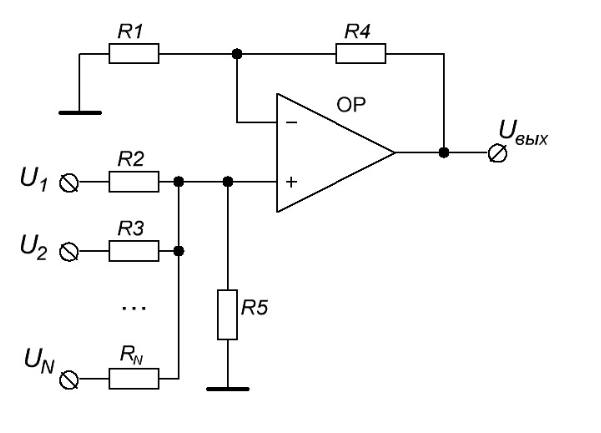 R1
R4
OP
−
Uвых
U1
R2
+
U2
R3
...
R5
UN
RN